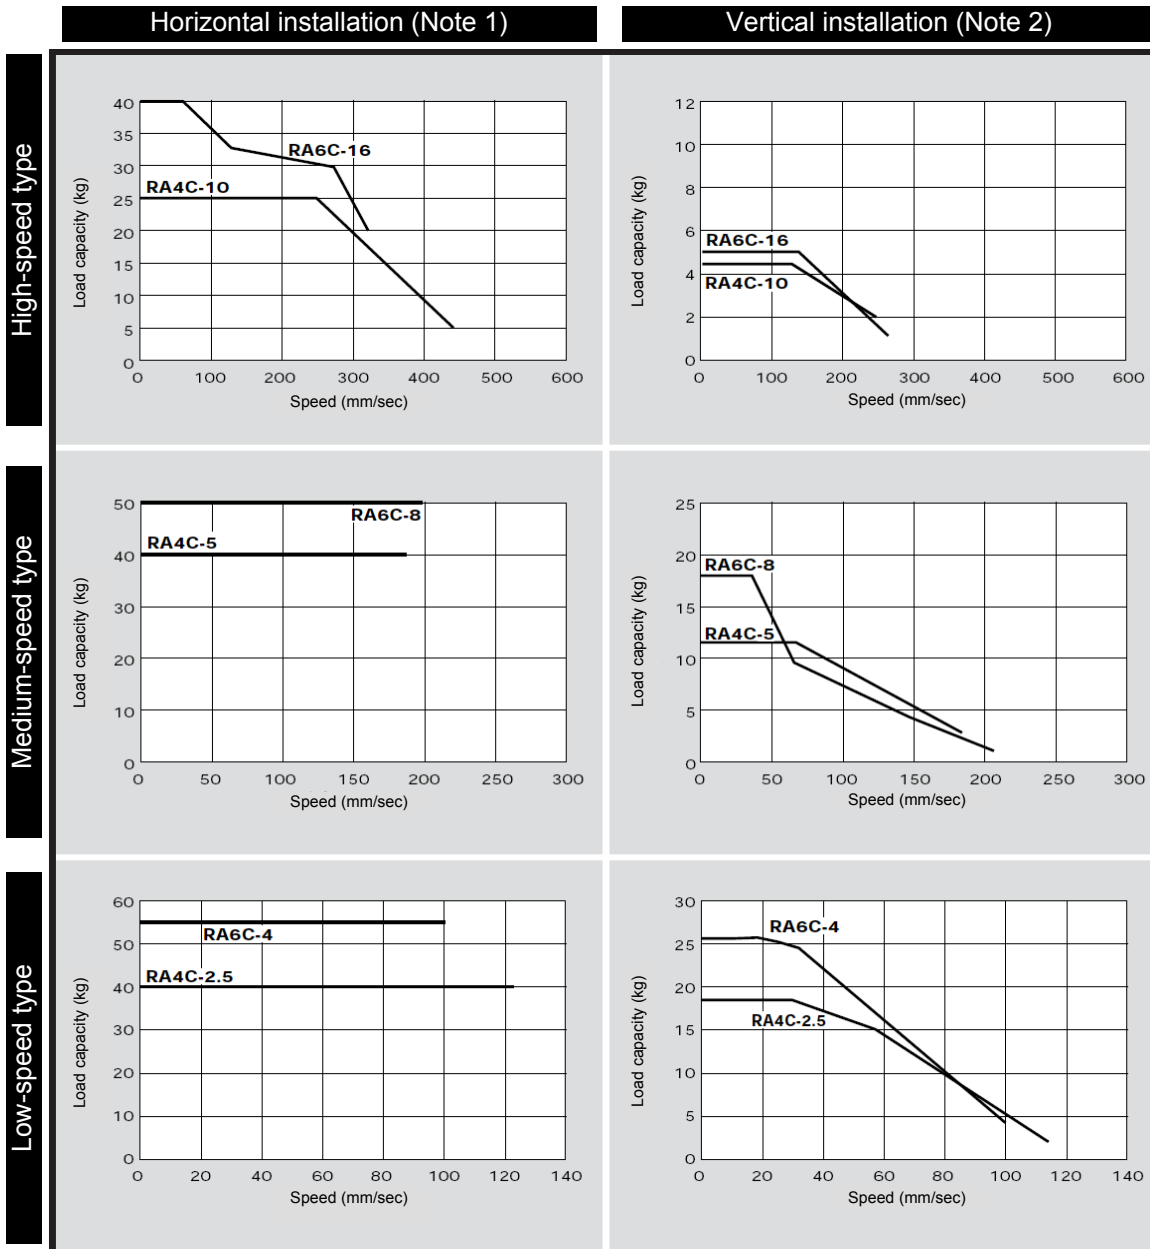 Horizontal installation (Note 1)
Vertical installation (Note 2)
High-speed type
Load capacity (kg)
40
35
30
25
20
15
10
5
0
RA6C-16
RA4C-10
0 100 200 300 400 500 600
Speed (mm/sec)
Load capacity (kg)
12
10
8
6
4
2
0
RA6C-16
RA4C-10
0 100 200 300 400 500 600
Speed (mm/sec)
Medium-speed type
Load capacity (kg)
50
40
30
20
10
0
RA6C-8
RA4C-5
0 50 100 150 200 250 300
Speed (mm/sec)
Load capacity (kg)
25
20
15
10
5
0
RA6C-8
RA4C-5
0 50 100 150 200 250 300
Speed (mm/sec)
Low-speed type
Load capacity (kg)
60
50
40
30
20
10
0
RA6C-4
RA4C-2.5
0 20 40 60 80 100 120 140
Speed (mm/sec)
Load capacity (kg)
30
25
20
15
10
5
0
RA6C-4
RA4C-2.5
0 20 40 60 80 100 120 140
Speed (mm/sec)